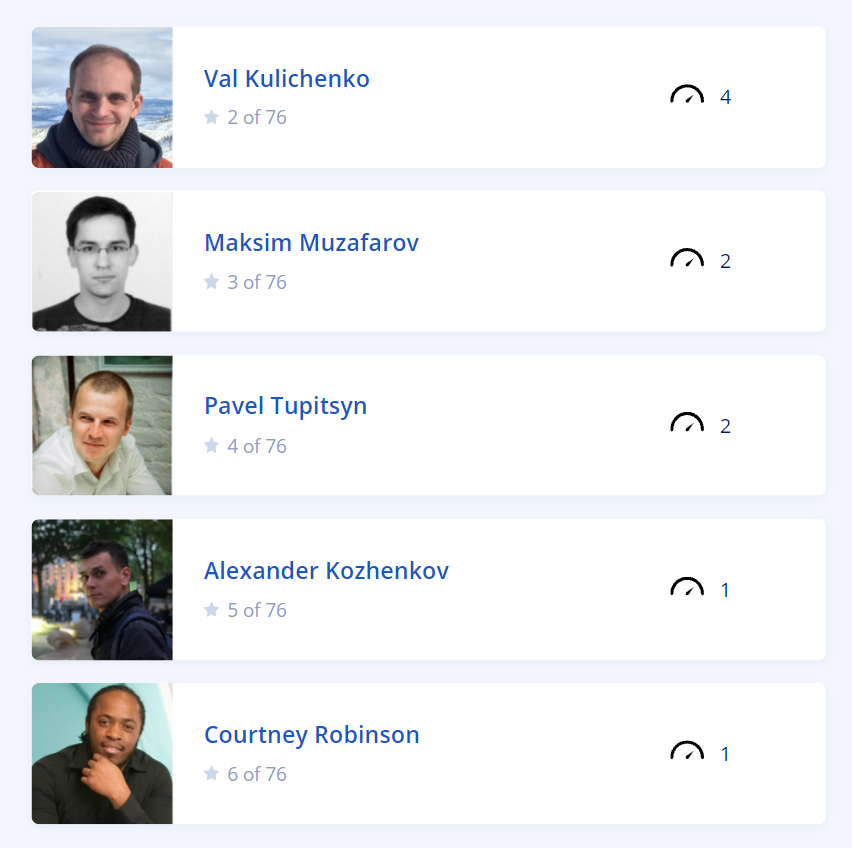 Val Kulichenko
2 of 76
4
Maksim Muzafarov
3 of 76
2
Pavel Tupitsyn
4 of 76
2
Alexander Kozhenkov
5 of 76
1
Courtney Robinson
6 of 76
1